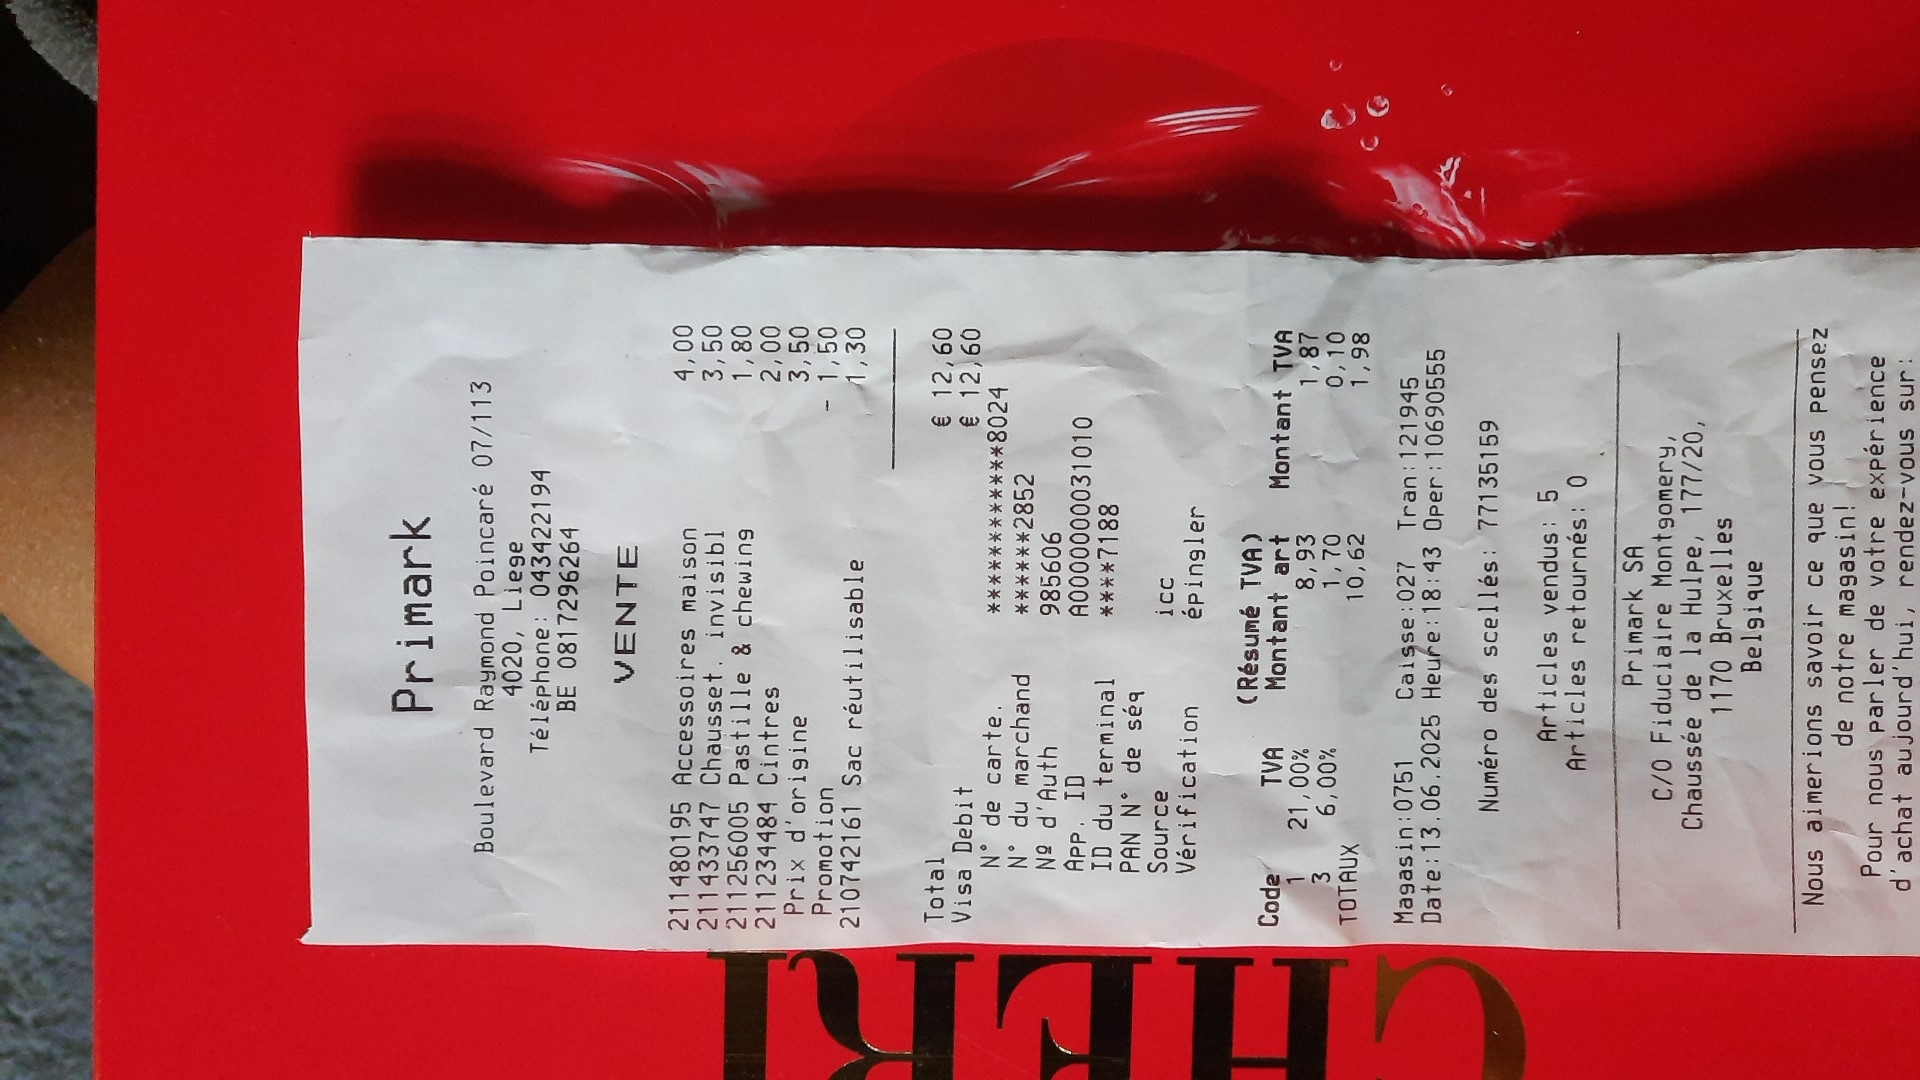 Primark
Boulevard Raymond Poincaré 07/113
4020, Liege
Téléphone: 043422194
BE 0817296264
VENTE
211480195 Accessoires maison 4,00
211433747 Chausset. invisibl 3,50
211256005 Pastille & chewing 1,80
211234484 Cintres 2,00
Prix d'origine 3,50
Promotion - 1,50
210742161 Sac réutilisable 1,30
Total € 12,60
Visa Debit € 12,60
N° de carte. ***************8024
N° du marchand ******2852
Nº d'Auth 985606
APP. ID A0000000031010
ID du terminal ****7188
PAN N° de séq
Source icc
Vérification épingler
(Résumé TVA)
Code TVA Montant art Montant TVA
1 21,00% 8,93 1,87
3 6,00% 1,70 0,10
TOTAUX 10,62 1,98
Magasin:0751 Caisse:027 Tran:121945
Date:13.06.2025 Heure:18:43 Oper:10690555
Numéro des scellés: 77135159
Articles vendus: 5
Articles retournés: 0
Primark SA
C/O Fiduciaire Montgomery,
Chaussée de la Hulpe, 177/20,
1170 Bruxelles
Belgique
Nous aimerions savoir ce que vous pensez
de notre magasin!
Pour nous parler de votre expérience
d'achat aujourd'hui, rendez-vous sur:
CHERI